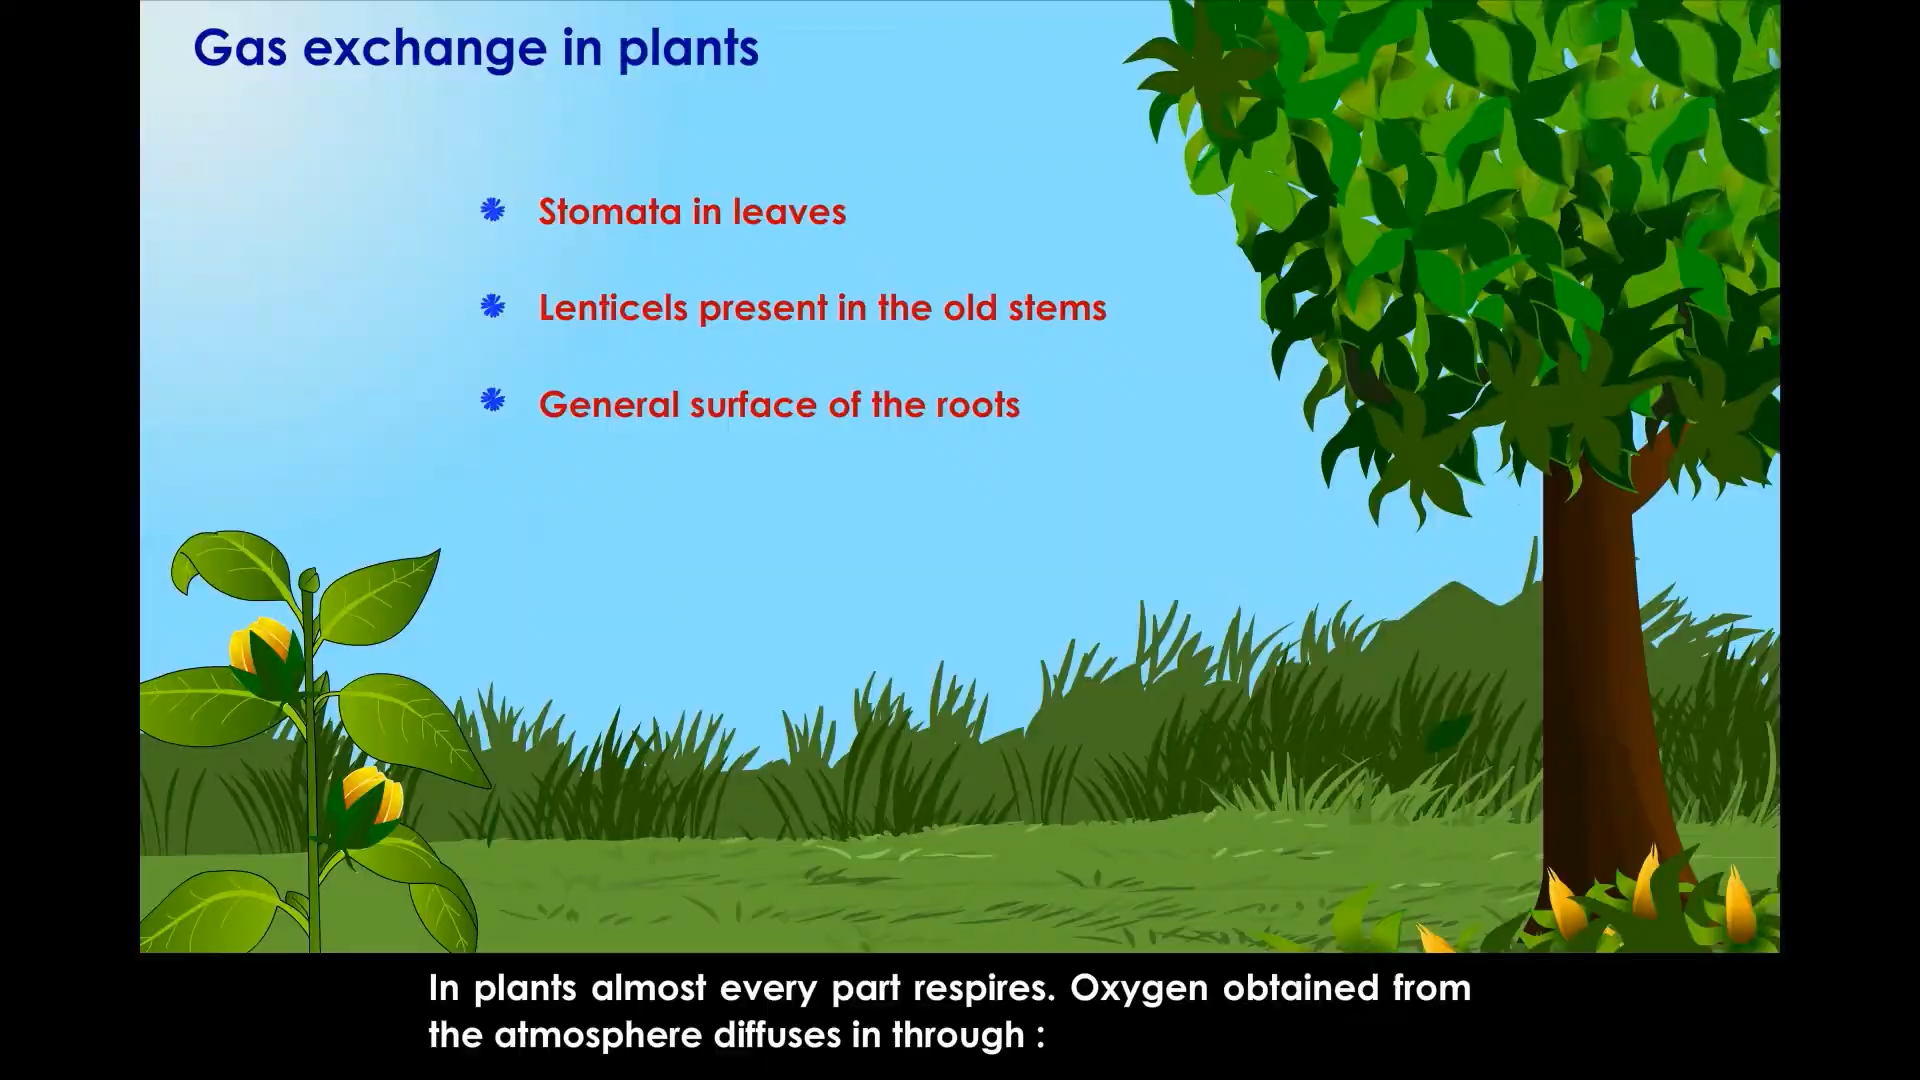 Gas exchange in plants
Stomata in leaves
Lenticels present in the old stems
General surface of the roots
In plants almost every part respires. Oxygen obtained from
the atmosphere diffuses in through :